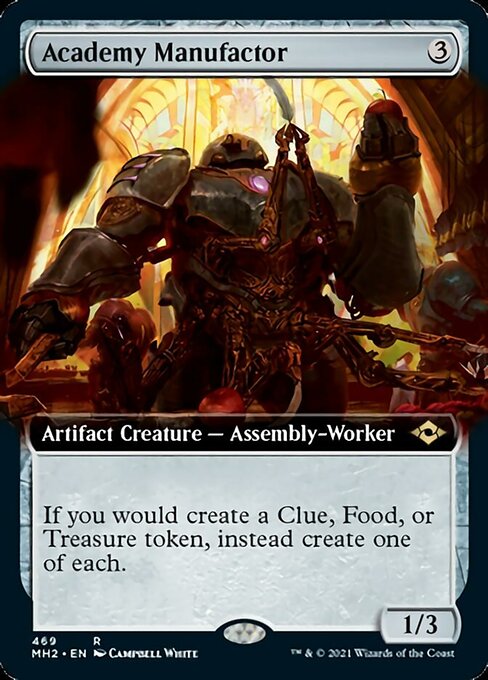 Academy Manufactor 3
Artifact Creature — Assembly-Worker
If you would create a Clue, Food, or
Treasure token, instead create one
of each.
1/3
469 R
MH2 • EN Campbell White
™ & © 2021 Wizards of the Coast